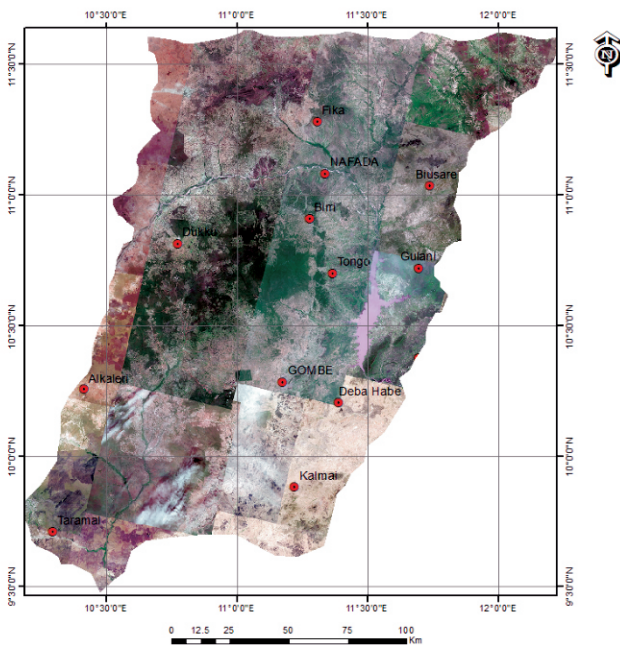 10°30'0"E 11°0'0"E 11°30'0"E 12°0'0"E
N
11°30'0"N 11°30'0"N
Fika
NAFADA
Biusare
11°0'0"N 11°0'0"N
Birri
Dukku
Tongo Gulani
10°30'0"N 10°30'0"N
GOMBE
Alkaleri
Deba Habe
10°0'0"N 10°0'0"N
Kalmai
Taramai
9°30'0"N 9°30'0"N
10°30'0"E 11°0'0"E 11°30'0"E 12°0'0"E
0 12.5 25 50 75 100
Km